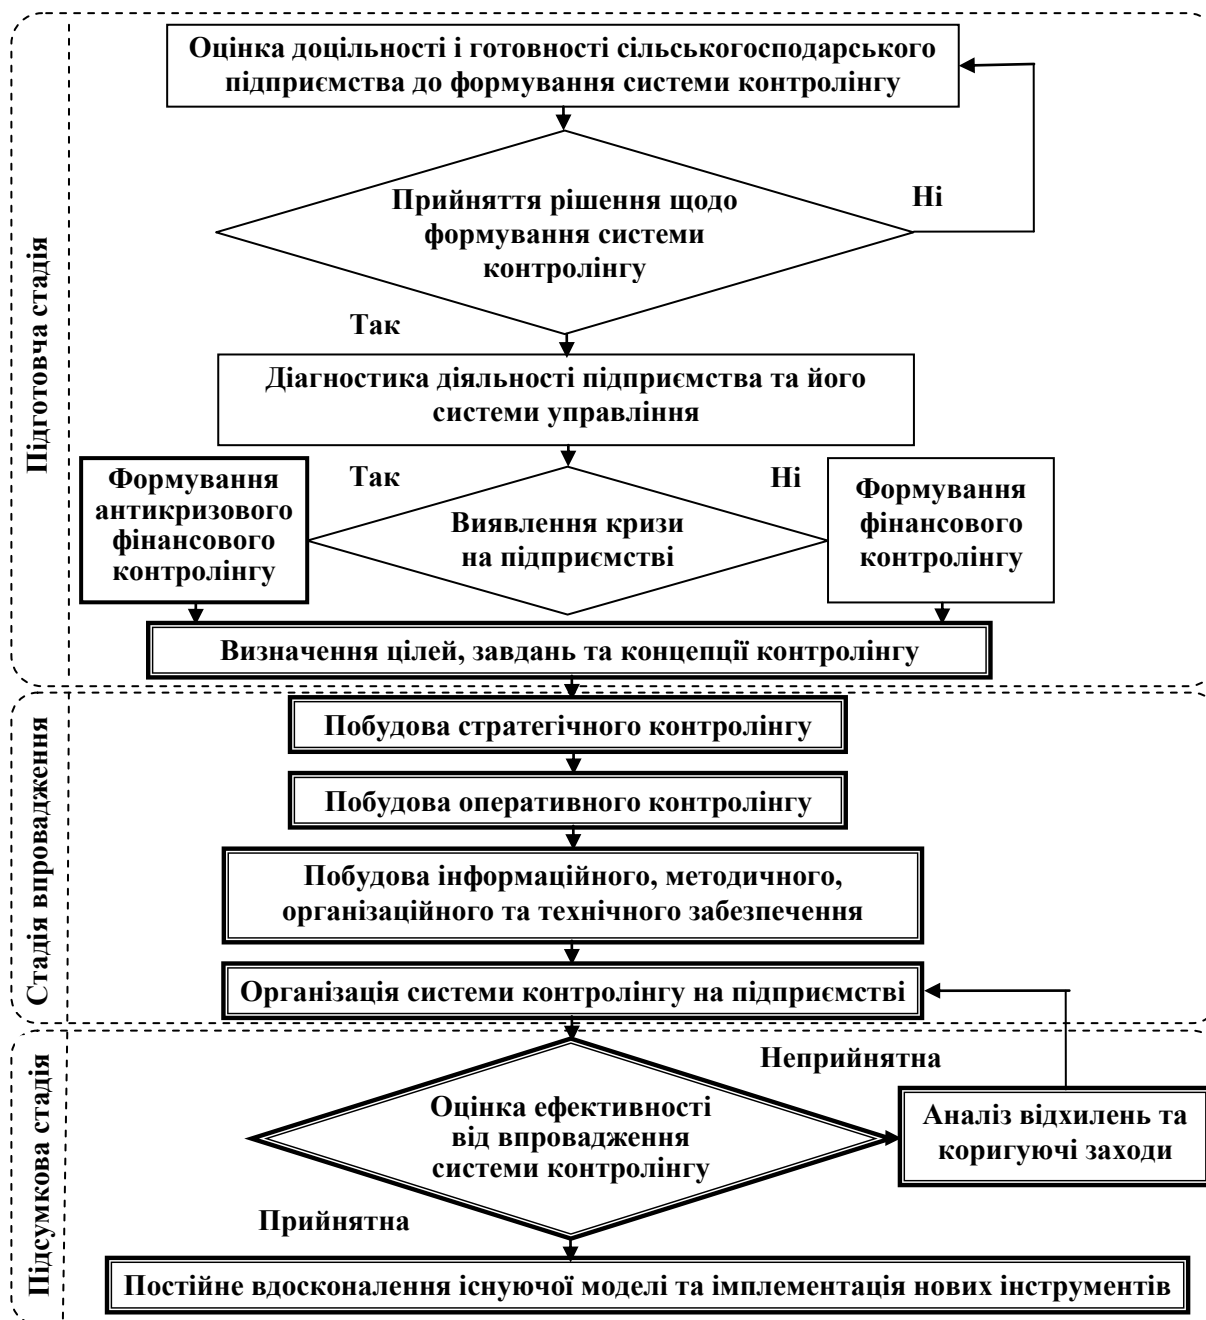 Підготовча стадія
Оцінка доцільності і готовності сільськогосподарського
підприємства до формування системи контролінгу
Прийняття рішення щодо
формування системи
контролінгу
Ні
Так
Діагностика діяльності підприємства та його
системи управління
Формування
антикризового
фінансового
контролінгу
Так
Виявлення кризи
на підприємстві
Ні
Формування
фінансового
контролінгу
Визначення цілей, завдань та концепції контролінгу
Стадія впровадження
Побудова стратегічного контролінгу
Побудова оперативного контролінгу
Побудова інформаційного, методичного,
організаційного та технічного забезпечення
Організація системи контролінгу на підприємстві
Підсумкова стадія
Неприйнятна
Оцінка ефективності
від впровадження
системи контролінгу
Аналіз відхилень та
коригуючі заходи
Прийнятна
Постійне вдосконалення існуючої моделі та імплементація нових інструментів